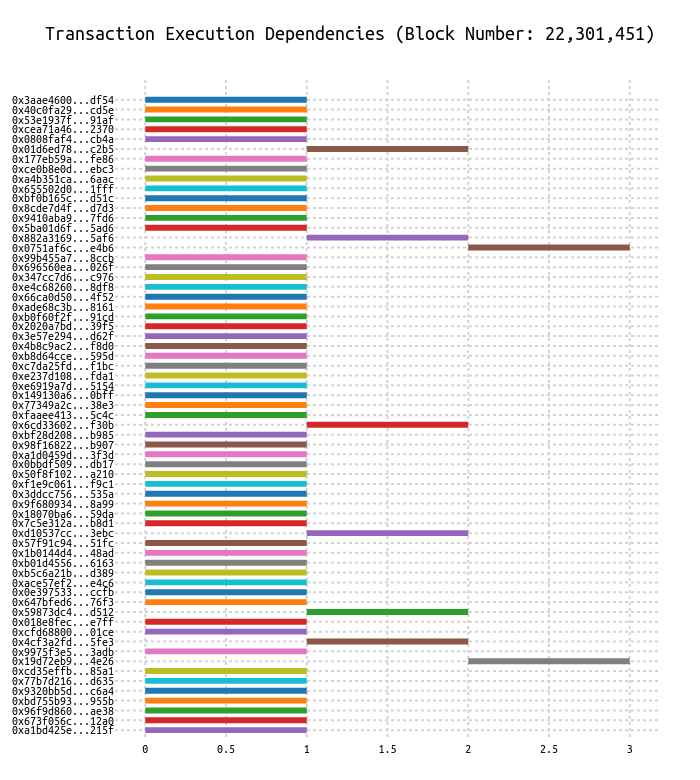 Transaction Execution Dependencies (Block Number: 22,301,451)
0x3aae4600...df54
0x40c0fa29...cd5e
0x53e1937f...91af
0xcea71a46...2370
0x0808faf4...cb4a
0x01d6ed78...c2b5
0x177eb59a...fe86
0xce0b8e0d...ebc3
0xa4b351ca...6aac
0x655502d0...1fff
0xbf0b165c...d51c
0x8cde7d4f...d7d3
0x9410aba9...7fd6
0x5ba01d6f...5ad6
0x882a3169...5af6
0x0751af6c...e4b6
0x99b455a7...8ccb
0x696560ea...026f
0x347cc7d6...c976
0xe4c68260...8df8
0x66ca0d50...4f52
0xade68c3b...8161
0xb0f60f2f...91cd
0x2020a7bd...39f5
0x3e57e294...d62f
0x4b8c9ac2...f8d0
0xb8d64cce...595d
0xc7da25fd...f1bc
0xe237d108...fda1
0xe6919a7d...5154
0x149130a6...0bff
0x77349a2c...38e3
0xfaaee413...5c4c
0x6cd33602...f30b
0xbf28d208...b985
0x98f16822...b907
0xa1d0459d...3f3d
0x0bbdf509...db17
0x50f8f102...a210
0xf1e9c061...f9c1
0x3ddcc756...535a
0x9f680934...8a99
0x18070ba6...59da
0x7c5e312a...b8d1
0xd10537cc...3ebc
0x57f91c94...51fc
0x1b0144d4...48ad
0xb01d4556...6163
0xb5c6a21b...d389
0xace57ef2...e4c6
0x0e397533...ccfb
0x647bfed6...76f3
0x59873dc4...d512
0x018e8fec...e7ff
0xcfd68800...01ce
0x4cf3a2fd...5fe3
0x9975f3e5...3adb
0x19d72eb9...4e26
0xcd35effb...85a1
0x77b7d216...d635
0x9320bb5d...c6a4
0xbd755b93...955b
0x96f9d860...ae38
0x673f056c...12a0
0xa1bd425e...215f
0 0.5 1 1.5 2 2.5 3